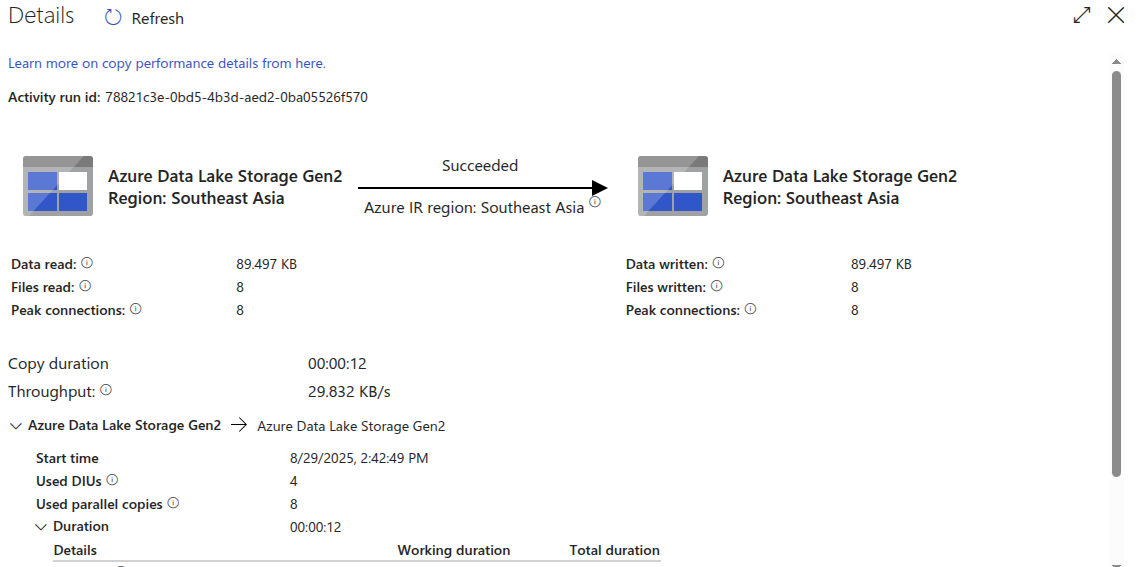 Details Refresh
Learn more on copy performance details from here.
Activity run id: 78821c3e-0bd5-4b3d-aed2-0ba05526f570
Succeeded
Azure Data Lake Storage Gen2 Azure Data Lake Storage Gen2
Region: Southeast Asia Azure IR region: Southeast Asia Region: Southeast Asia
Data read: 89.497 KB Data written: 89.497 KB
Files read: 8 Files written: 8
Peak connections: 8 Peak connections: 8
Copy duration 00:00:12
Throughput: 29.832 KB/s
Azure Data Lake Storage Gen2 → Azure Data Lake Storage Gen2
Start time 8/29/2025, 2:42:49 PM
Used DIUs 4
Used parallel copies 8
Duration 00:00:12
Details Working duration Total duration